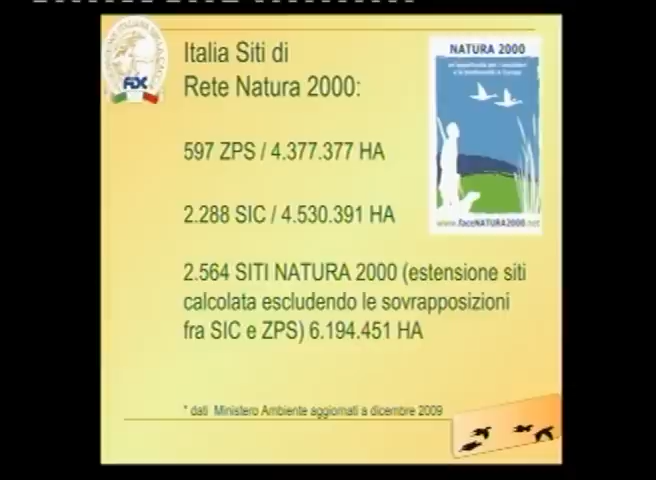 Italia Siti di
Rete Natura 2000:
597 ZPS / 4.377.377 HA
2.288 SIC / 4.530.391 HA
2.564 SITI NATURA 2000 (estensione siti
calcolata escludendo le sovrapposizioni
fra SIC e ZPS) 6.194.451 HA
* dati Ministero Ambiente aggiornati a dicembre 2009
NATURA 2000
www.faceNATURA2000.net